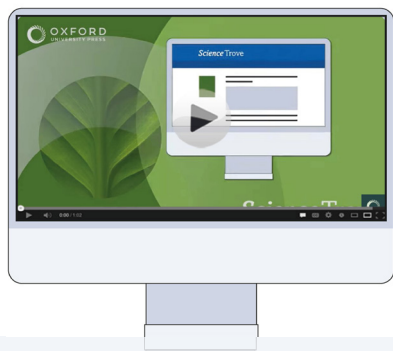 OXFORD
UNIVERSITY PRESS
Science Trove
0:00 / 1:52